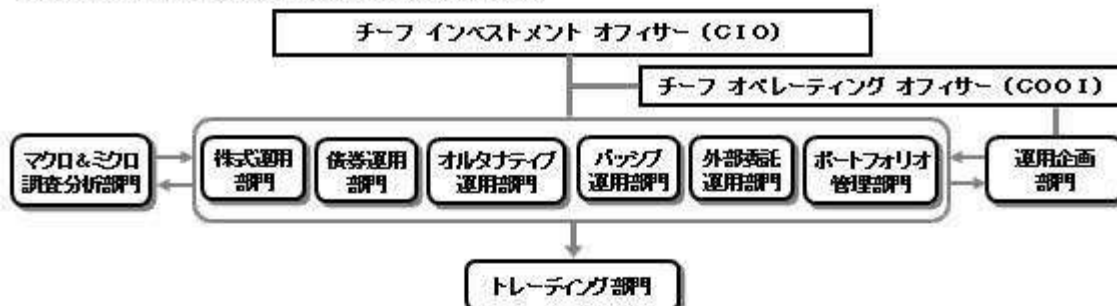 チーフ インベストメント オフィサー (CIO)
チーフ オペレーティング オフィサー (COOI)
マクロ&ミクロ
調査分析部門
株式運用
部門
債券運用
部門
オルタナティブ
運用部門
パッシブ
運用部門
外部委託
運用部門
ポートフォリオ
管理部門
運用企画
部門
トレーディング部門